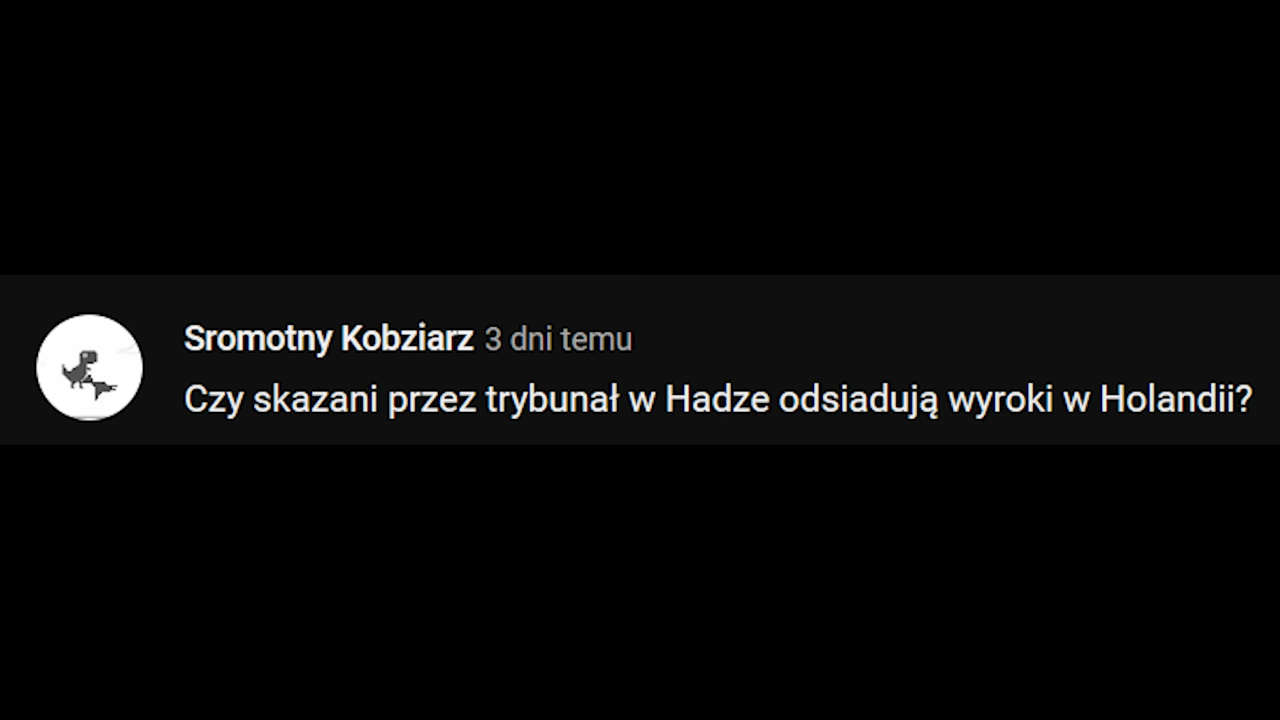 Sromotny Kobziarz 3 dni temu
Czy skazani przez trybunał w Hadze odsiadują wyroki w Holandii?